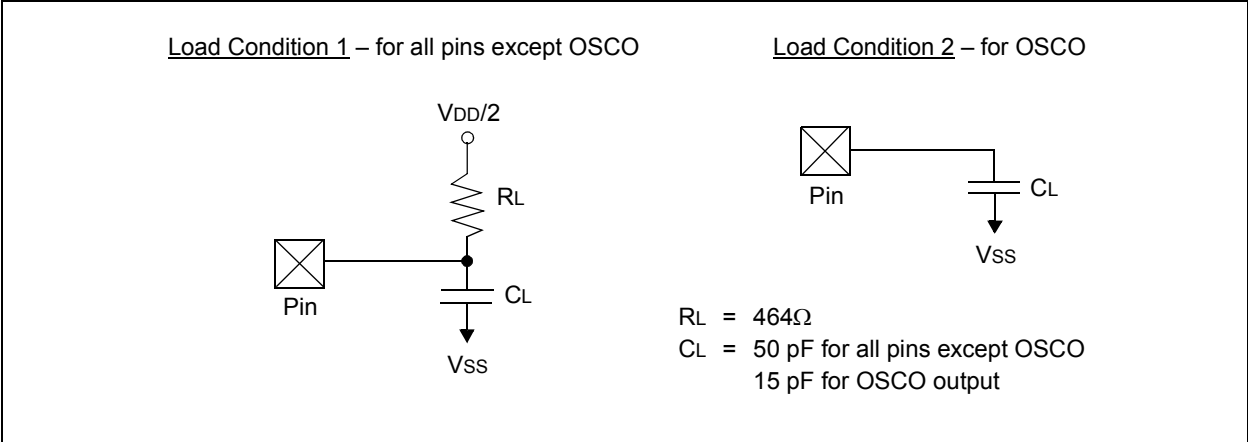 Load Condition 1 – for all pins except OSCO
Load Condition 2 – for OSCO
VDD/2
RL
Pin
CL
VSS
Pin
CL
VSS
RL = 464Ω
CL = 50 pF for all pins except OSCO
15 pF for OSCO output